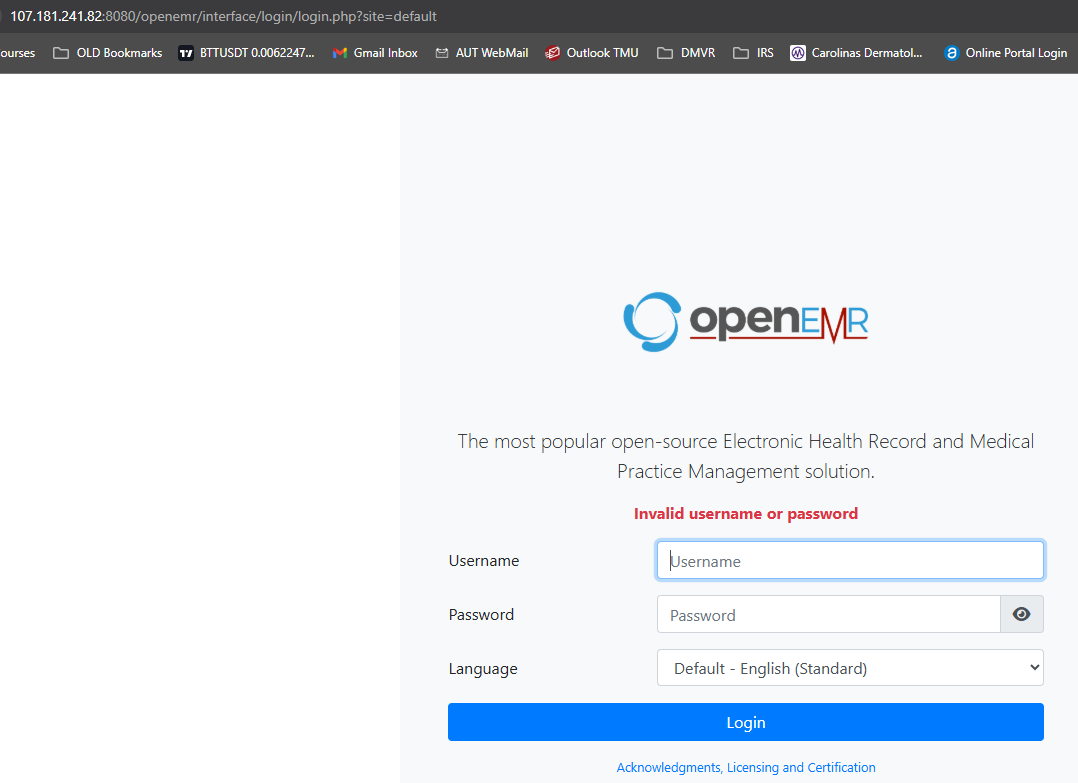 107.181.241.82:8080/openemr/interface/login/login.php?site=default
ourses OLD Bookmarks BTTUSDT 0.0062247... Gmail Inbox AUT WebMail Outlook TMU DMVR IRS Carolinas Dermatol... Online Portal Login
openEMR
The most popular open-source Electronic Health Record and Medical
Practice Management solution.
Invalid username or password
Username Username
Password Password
Language Default - English (Standard)
Login
Acknowledgments, Licensing and Certification